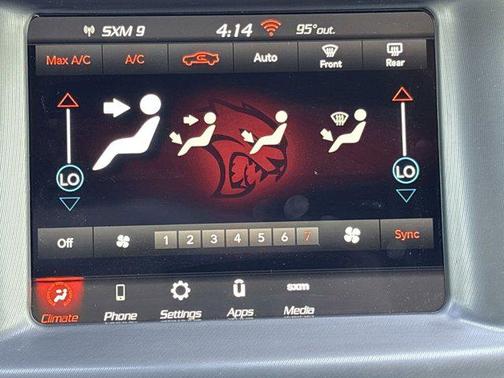 SXM 9 4:14 95°out.
Max A/C A/C Auto Front Rear
LO LO
Off 1 2 3 4 5 6 7 Sync
Climate Phone Settings Apps Media
sxm